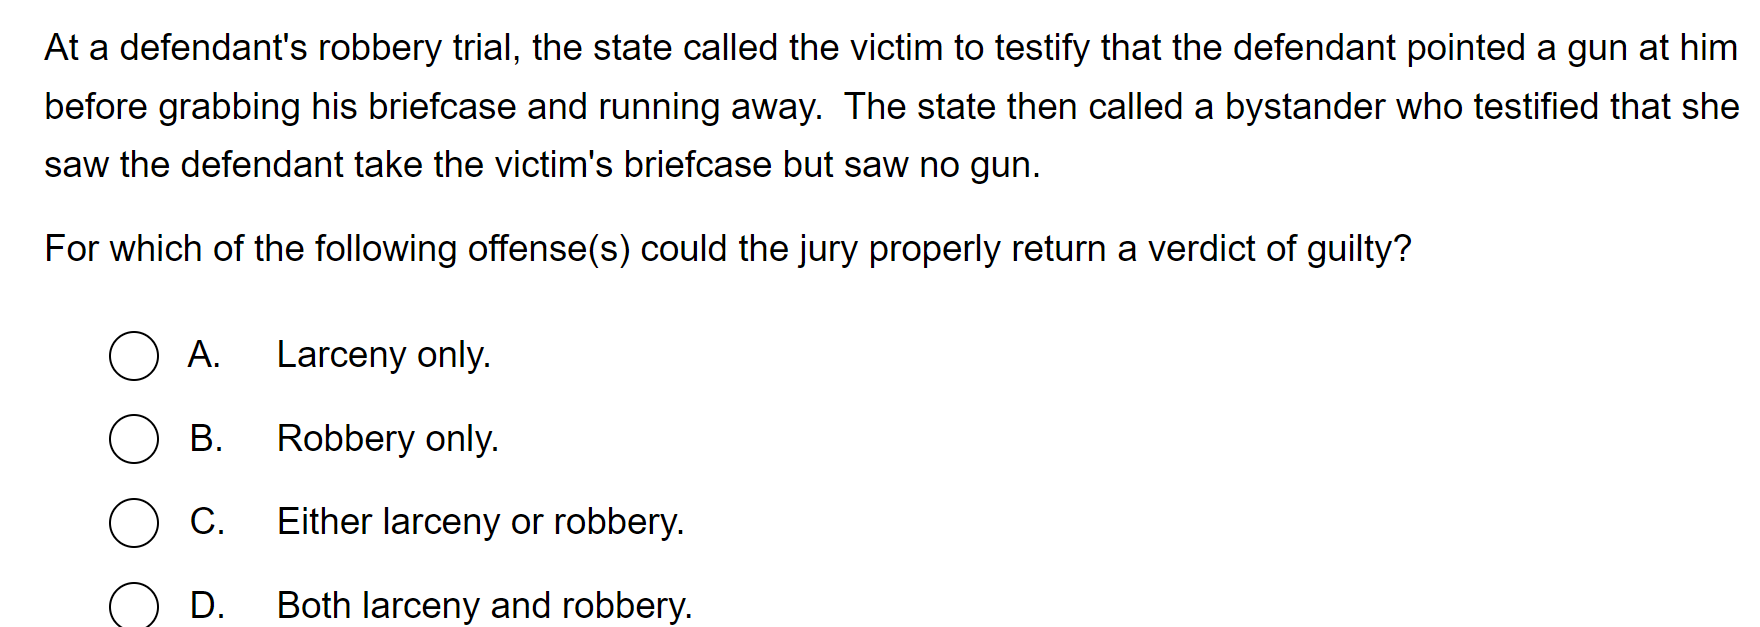 At a defendant's robbery trial, the state called the victim to testify that the defendant pointed a gun at him
before grabbing his briefcase and running away.  The state then called a bystander who testified that she
saw the defendant take the victim's briefcase but saw no gun.
For which of the following offense(s) could the jury properly return a verdict of guilty?
A. Larceny only.
B. Robbery only.
C. Either larceny or robbery.
D. Both larceny and robbery.